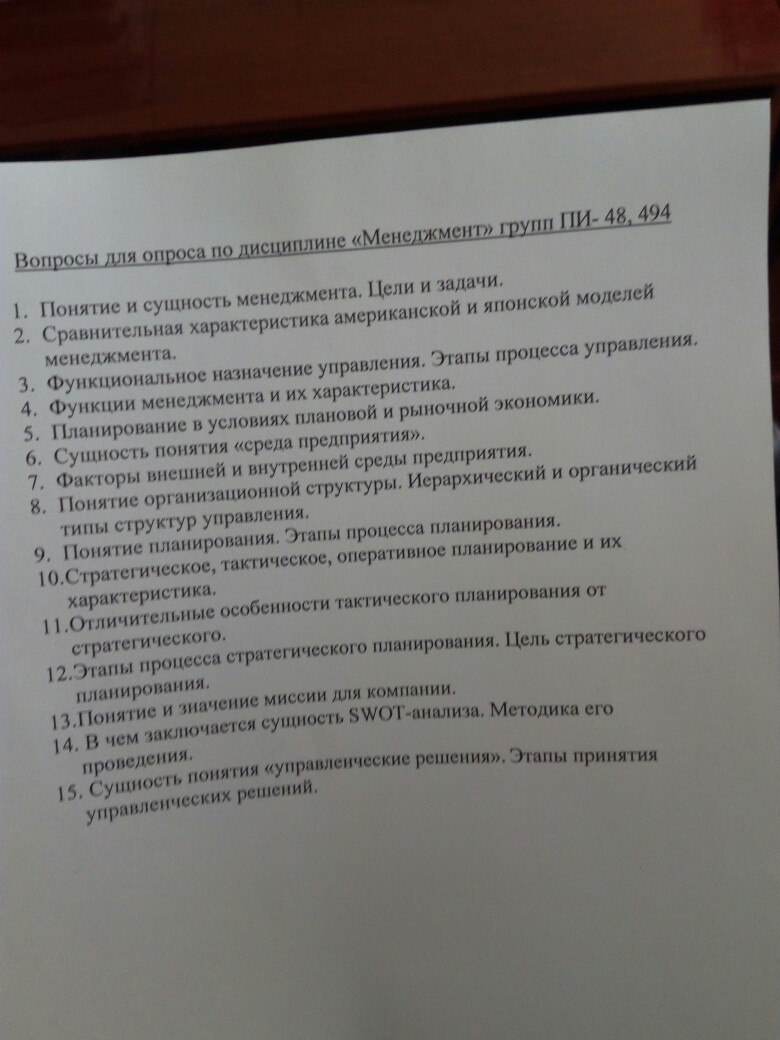 Вопросы для опроса по дисциплине «Менеджмент» групп ПИ- 48, 494
1. Понятие и сущность менеджмента. Цели и задачи.
2. Сравнительная характеристика американской и японской моделей
менеджмента.
3. Функциональное назначение управления. Этапы процесса управления.
4. Функции менеджмента и их характеристика.
5. Планирование в условиях плановой и рыночной экономики.
6. Сущность понятия «среда предприятия».
7. Факторы внешней и внутренней среды предприятия.
8. Понятие организационной структуры. Иерархический и органический
типы структур управления.
9. Понятие планирования. Этапы процесса планирования.
10.Стратегическое, тактическое, оперативное планирование и их
характеристика.
11.Отличительные особенности тактического планирования от
стратегического.
12.Этапы процесса стратегического планирования. Цель стратегического
планирования.
13.Понятие и значение миссии для компании.
14. В чем заключается сущность SWOT-анализа. Методика его
проведения.
15. Сущность понятия «управленческие решения». Этапы принятия
управленческих решений.